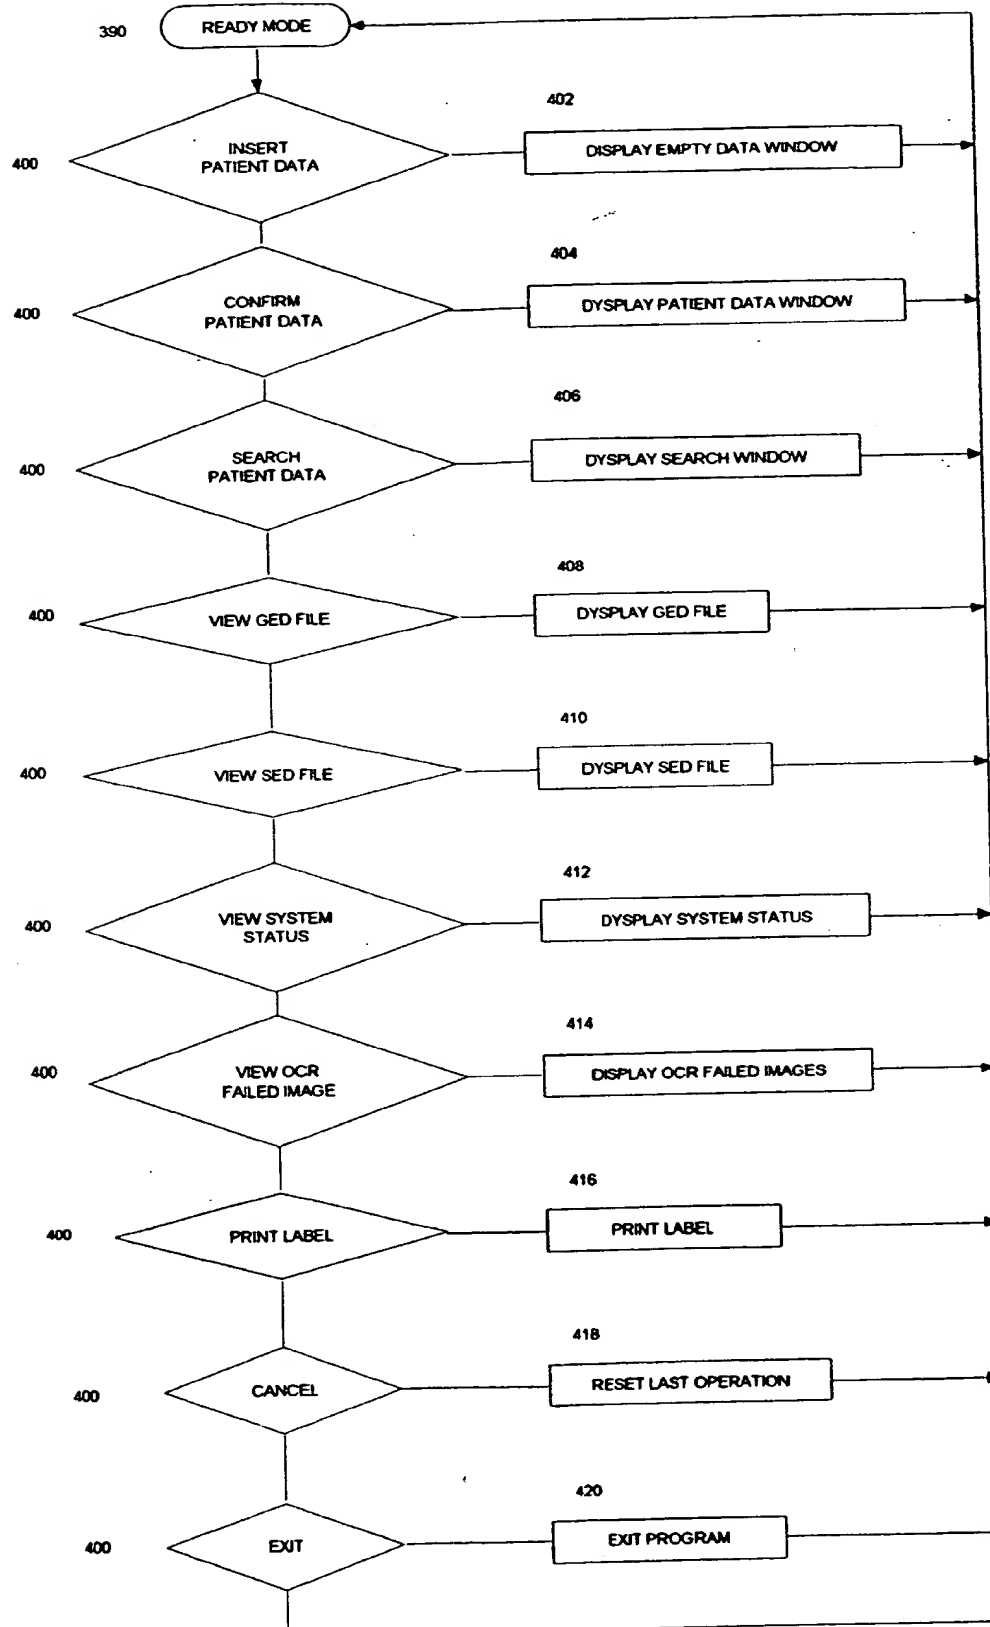 390
READY MODE
402
400
INSERT
PATIENT DATA
DISPLAY EMPTY DATA WINDOW
404
400
CONFIRM
PATIENT DATA
DYSPLAY PATIENT DATA WINDOW
406
400
SEARCH
PATIENT DATA
DYSPLAY SEARCH WINDOW
408
400
VIEW GED FILE
DYSPLAY GED FILE
410
400
VIEW SED FILE
DYSPLAY SED FILE
412
400
VIEW SYSTEM
STATUS
DYSPLAY SYSTEM STATUS
414
400
VIEW OCR
FAILED IMAGE
DISPLAY OCR FAILED IMAGES
416
400
PRINT LABEL
PRINT LABEL
418
400
CANCEL
RESET LAST OPERATION
420
400
EXIT
EXIT PROGRAM